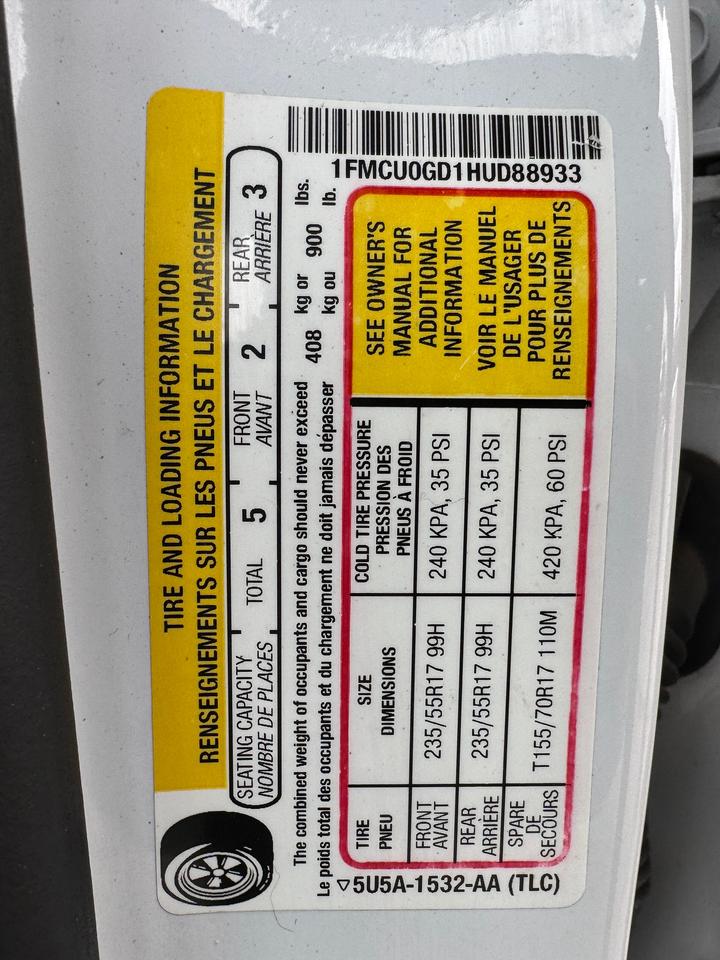 TIRE AND LOADING INFORMATION
RENSEIGNEMENTS SUR LES PNEUS ET LE CHARGEMENT
SEATING CAPACITY
NOMBRE DE PLACES
TOTAL 5
FRONT
AVANT
2
REAR
ARRIÈRE
3
The combined weight of occupants and cargo should never exceed 408 kg or 900 lbs.
Le poids total des occupants et du chargement ne doit jamais dépasser 408 kg ou 900 lb.
TIRE
PNEU
SIZE
DIMENSIONS
COLD TIRE PRESSURE
PRESSION DES
PNEUS À FROID
FRONT
AVANT
235/55R17 99H
240 KPA, 35 PSI
REAR
ARRIÈRE
235/55R17 99H
240 KPA, 35 PSI
SPARE
DE
SECOURS
T155/70R17 110M
420 KPA, 60 PSI
SEE OWNER'S
MANUAL FOR
ADDITIONAL
INFORMATION
VOIR LE MANUEL
DE L'USAGER
POUR PLUS DE
RENSEIGNEMENTS
1FMCU0GD1HUD88933
▽5U5A-1532-AA (TLC)